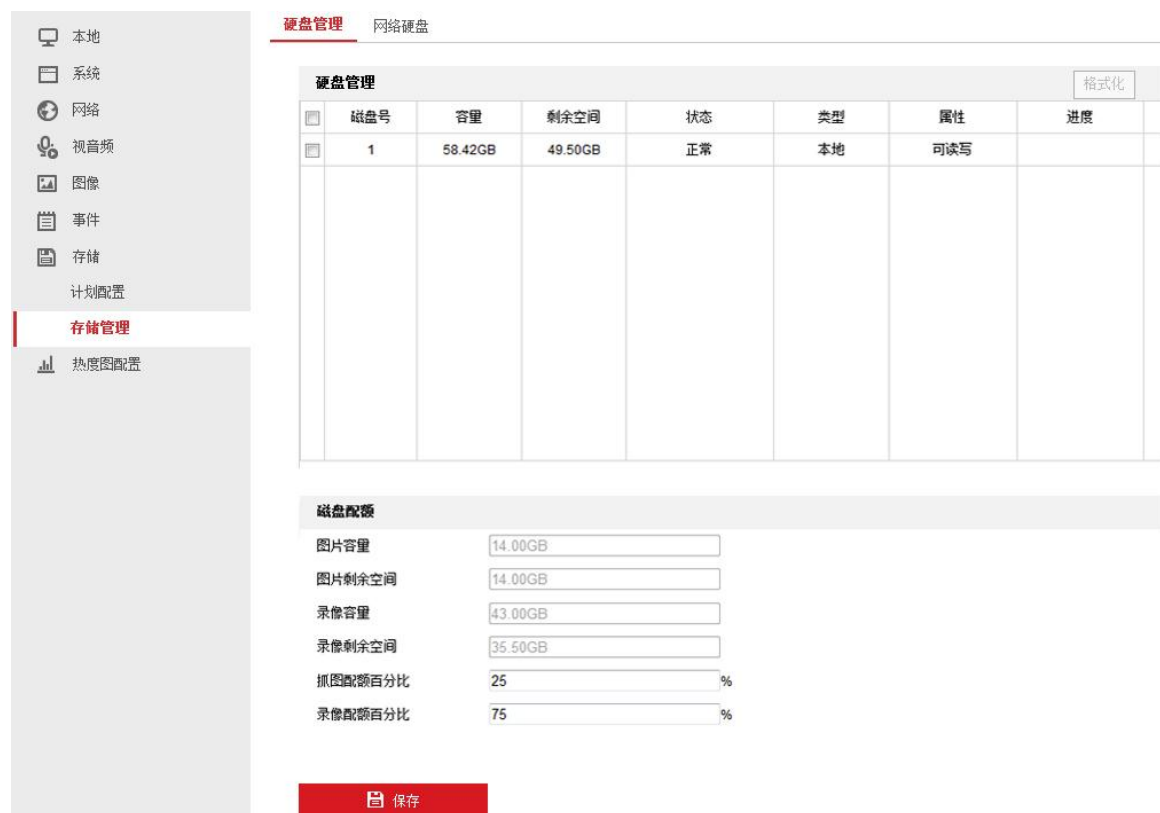 本地
系统
网络
视音频
图像
事件
存储
计划配置
存储管理
热度图配置
硬盘管理 网络硬盘
硬盘管理 格式化
磁盘号 容量 剩余空间 状态 类型 属性 进度
1 58.42GB 49.50GB 正常 本地 可读写
磁盘配额
图片容量 14.00GB
图片剩余空间 14.00GB
录像容量 43.00GB
录像剩余空间 35.50GB
抓图配额百分比 25 %
录像配额百分比 75 %
保存